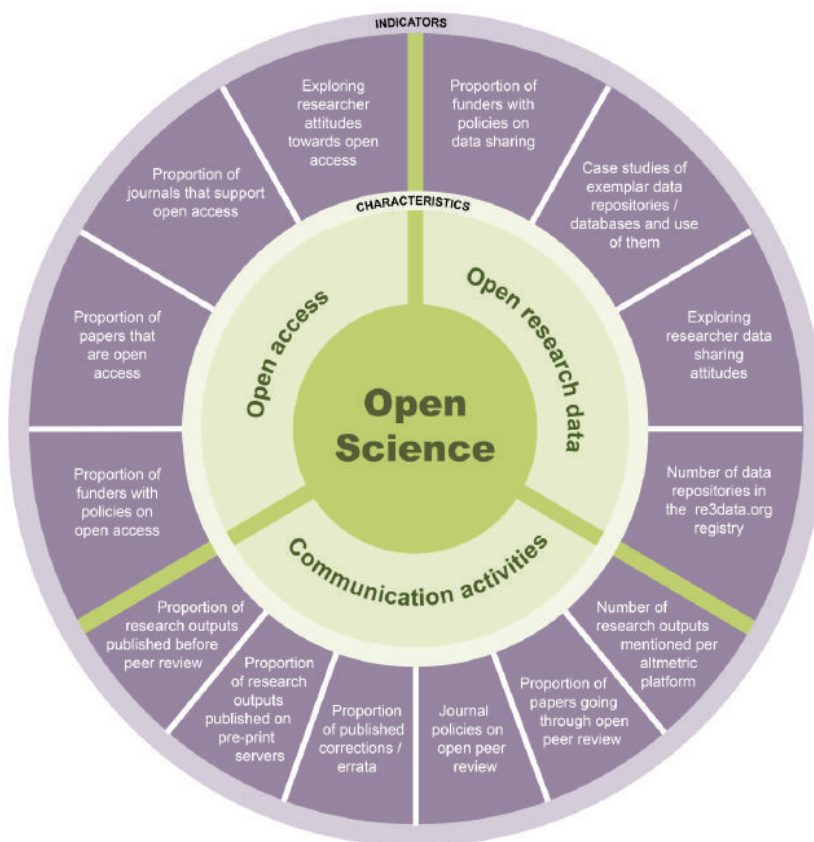 INDICATORS
Exploring
researcher
attitudes
towards open
access
Proportion of
funders with
policies on
data sharing
Case studies of
exemplar data
repositories /
databases and use
of them
Exploring
researcher data
sharing
attitudes
Number of data
repositories in
the re3data.org
registry
Number of
research outputs
mentioned per
altmetric
platform
Proportion of
papers going
through open
peer review
Journal
policies on
open peer
review
Proportion
of published
corrections /
errata
Proportion
of research
outputs
published on
pre-print
servers
Proportion of
research outputs
published before
peer review
Proportion of
funders with
policies on
open access
Proportion of
papers that
are open
access
Proportion of
journals that support
open access
CHARACTERISTICS
Open access
Open research data
Communication activities
Open
Science